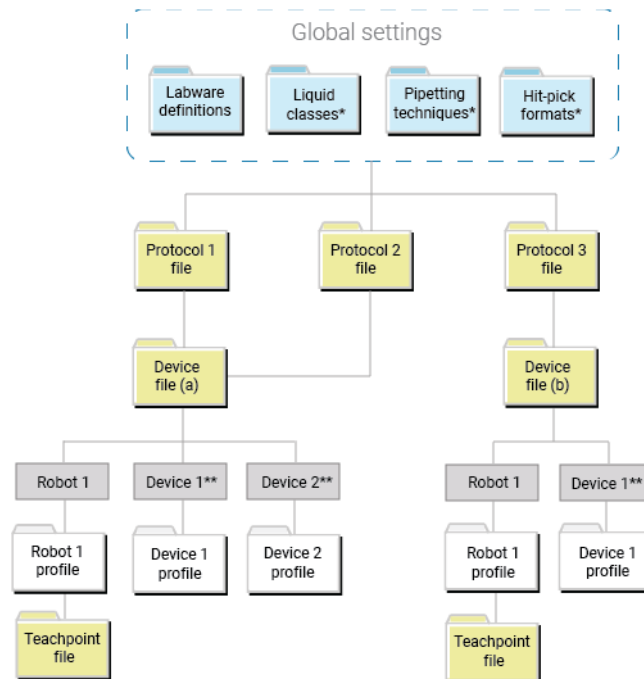 Global settings
Labware
definitions
Liquid
classes*
Pipetting
techniques*
Hit-pick
formats*
Protocol 1
file
Protocol 2
file
Protocol 3
file
Device
file (a)
Device
file (b)
Robot 1
Device 1**
Device 2**
Robot 1
Device 1**
Robot 1
profile
Device 1
profile
Device 2
profile
Robot 1
profile
Device 1
profile
Teachpoint
file
Teachpoint
file